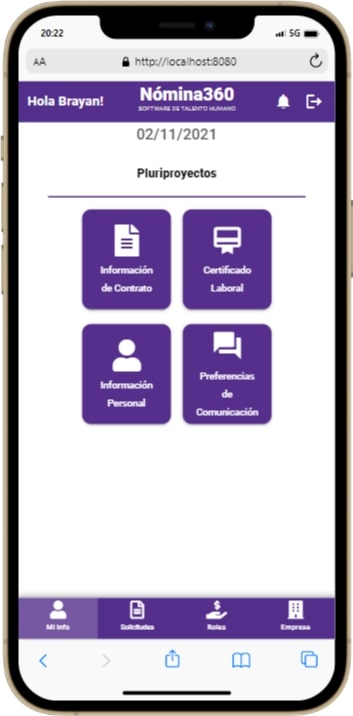 20:22
5G
AA
http://localhost:8080
Hola Brayan!
Nómina360
SOFTWARE DE TALENTO HUMANO
02/11/2021
Pluriproyectos
Información
de Contrato
Certificado
Laboral
Información
Personal
Preferencias
de
Comunicación
Mi Info
Solicitudes
Roles
Empresa